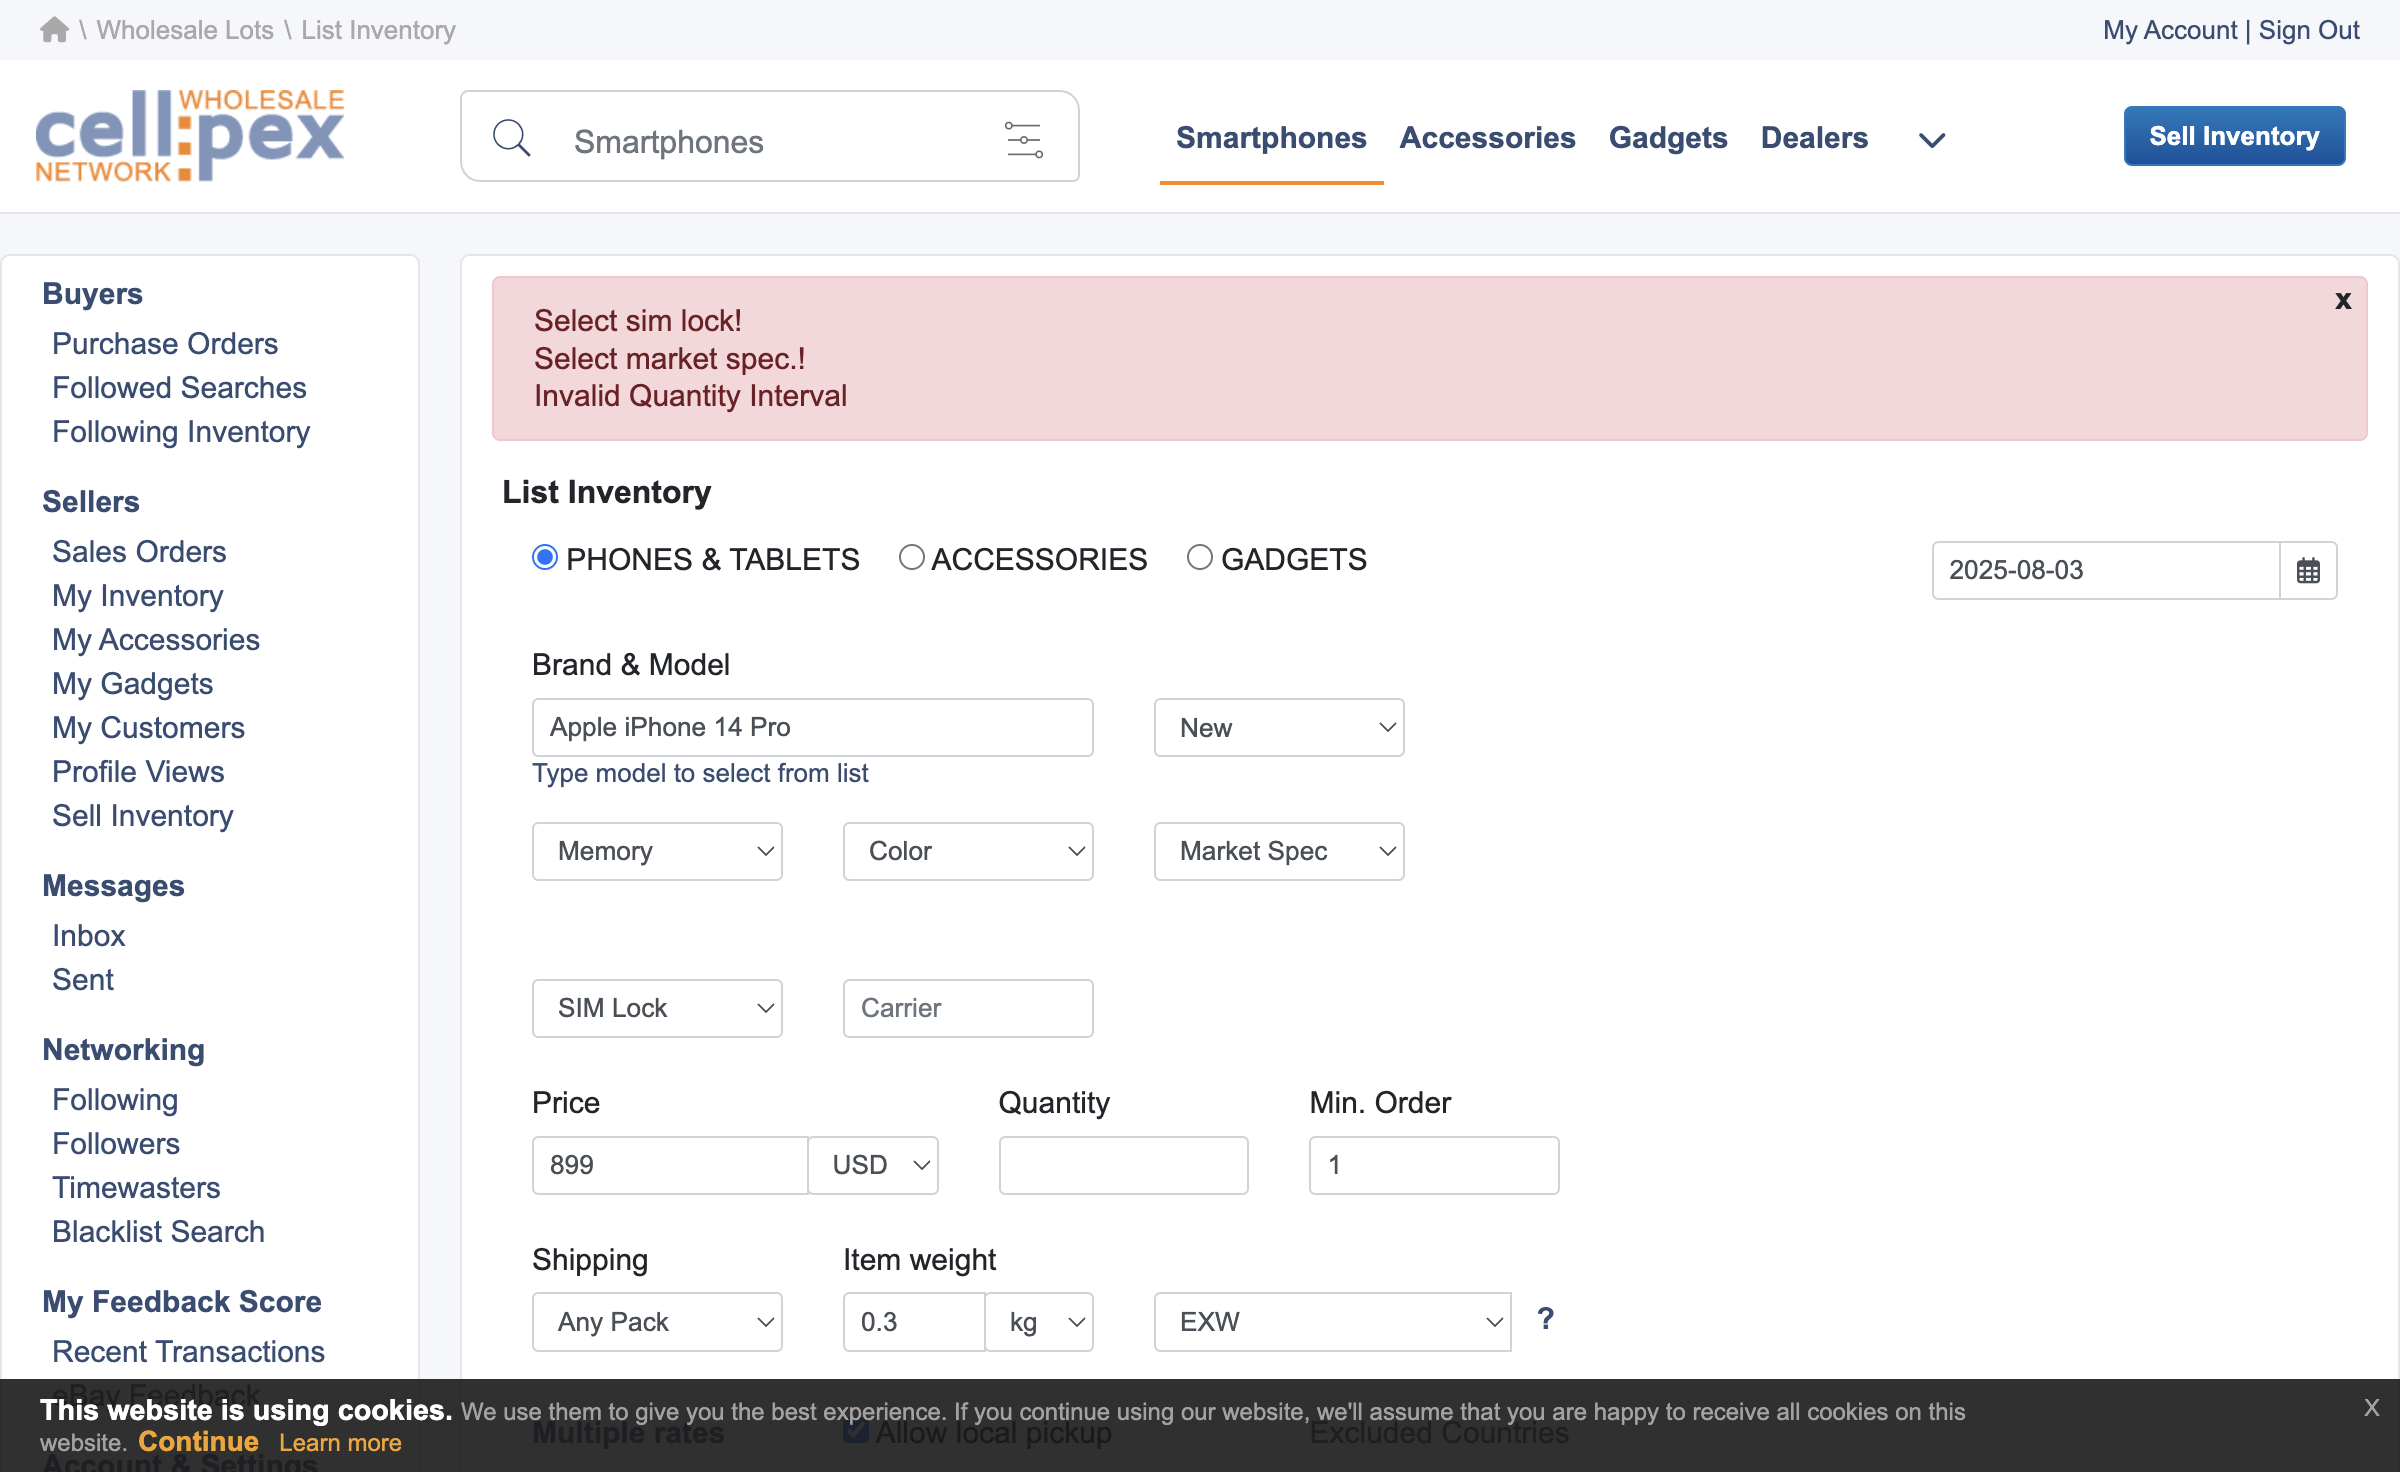 \ Wholesale Lots \ List Inventory
My Account | Sign Out
WHOLESALE
cell:pex
NETWORK
Smartphones
Smartphones
Accessories
Gadgets
Dealers
Sell Inventory
Buyers
Purchase Orders
Followed Searches
Following Inventory
Sellers
Sales Orders
My Inventory
My Accessories
My Gadgets
My Customers
Profile Views
Sell Inventory
Messages
Inbox
Sent
Networking
Following
Followers
Timewasters
Blacklist Search
My Feedback Score
Recent Transactions
eBay Feedback
Account & Settings
x
Select sim lock!
Select market spec.!
Invalid Quantity Interval
List Inventory
PHONES & TABLETS
ACCESSORIES
GADGETS
2025-08-03
Brand & Model
Apple iPhone 14 Pro
New
Type model to select from list
Memory
Color
Market Spec
SIM Lock
Carrier
Price
Quantity
Min. Order
899
USD
1
Shipping
Item weight
Any Pack
0.3
kg
EXW
?
Multiple rates
Allow local pickup
Excluded Countries
This website is using cookies. We use them to give you the best experience. If you continue using our website, we'll assume that you are happy to receive all cookies on this
website. Continue Learn more
X